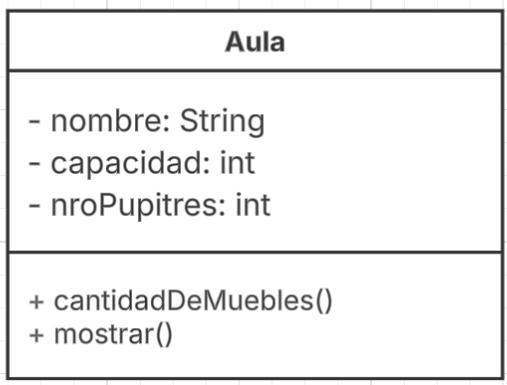 Aula
- nombre: String
- capacidad: int
- nroPupitres: int
+ cantidadDeMuebles()
+ mostrar()